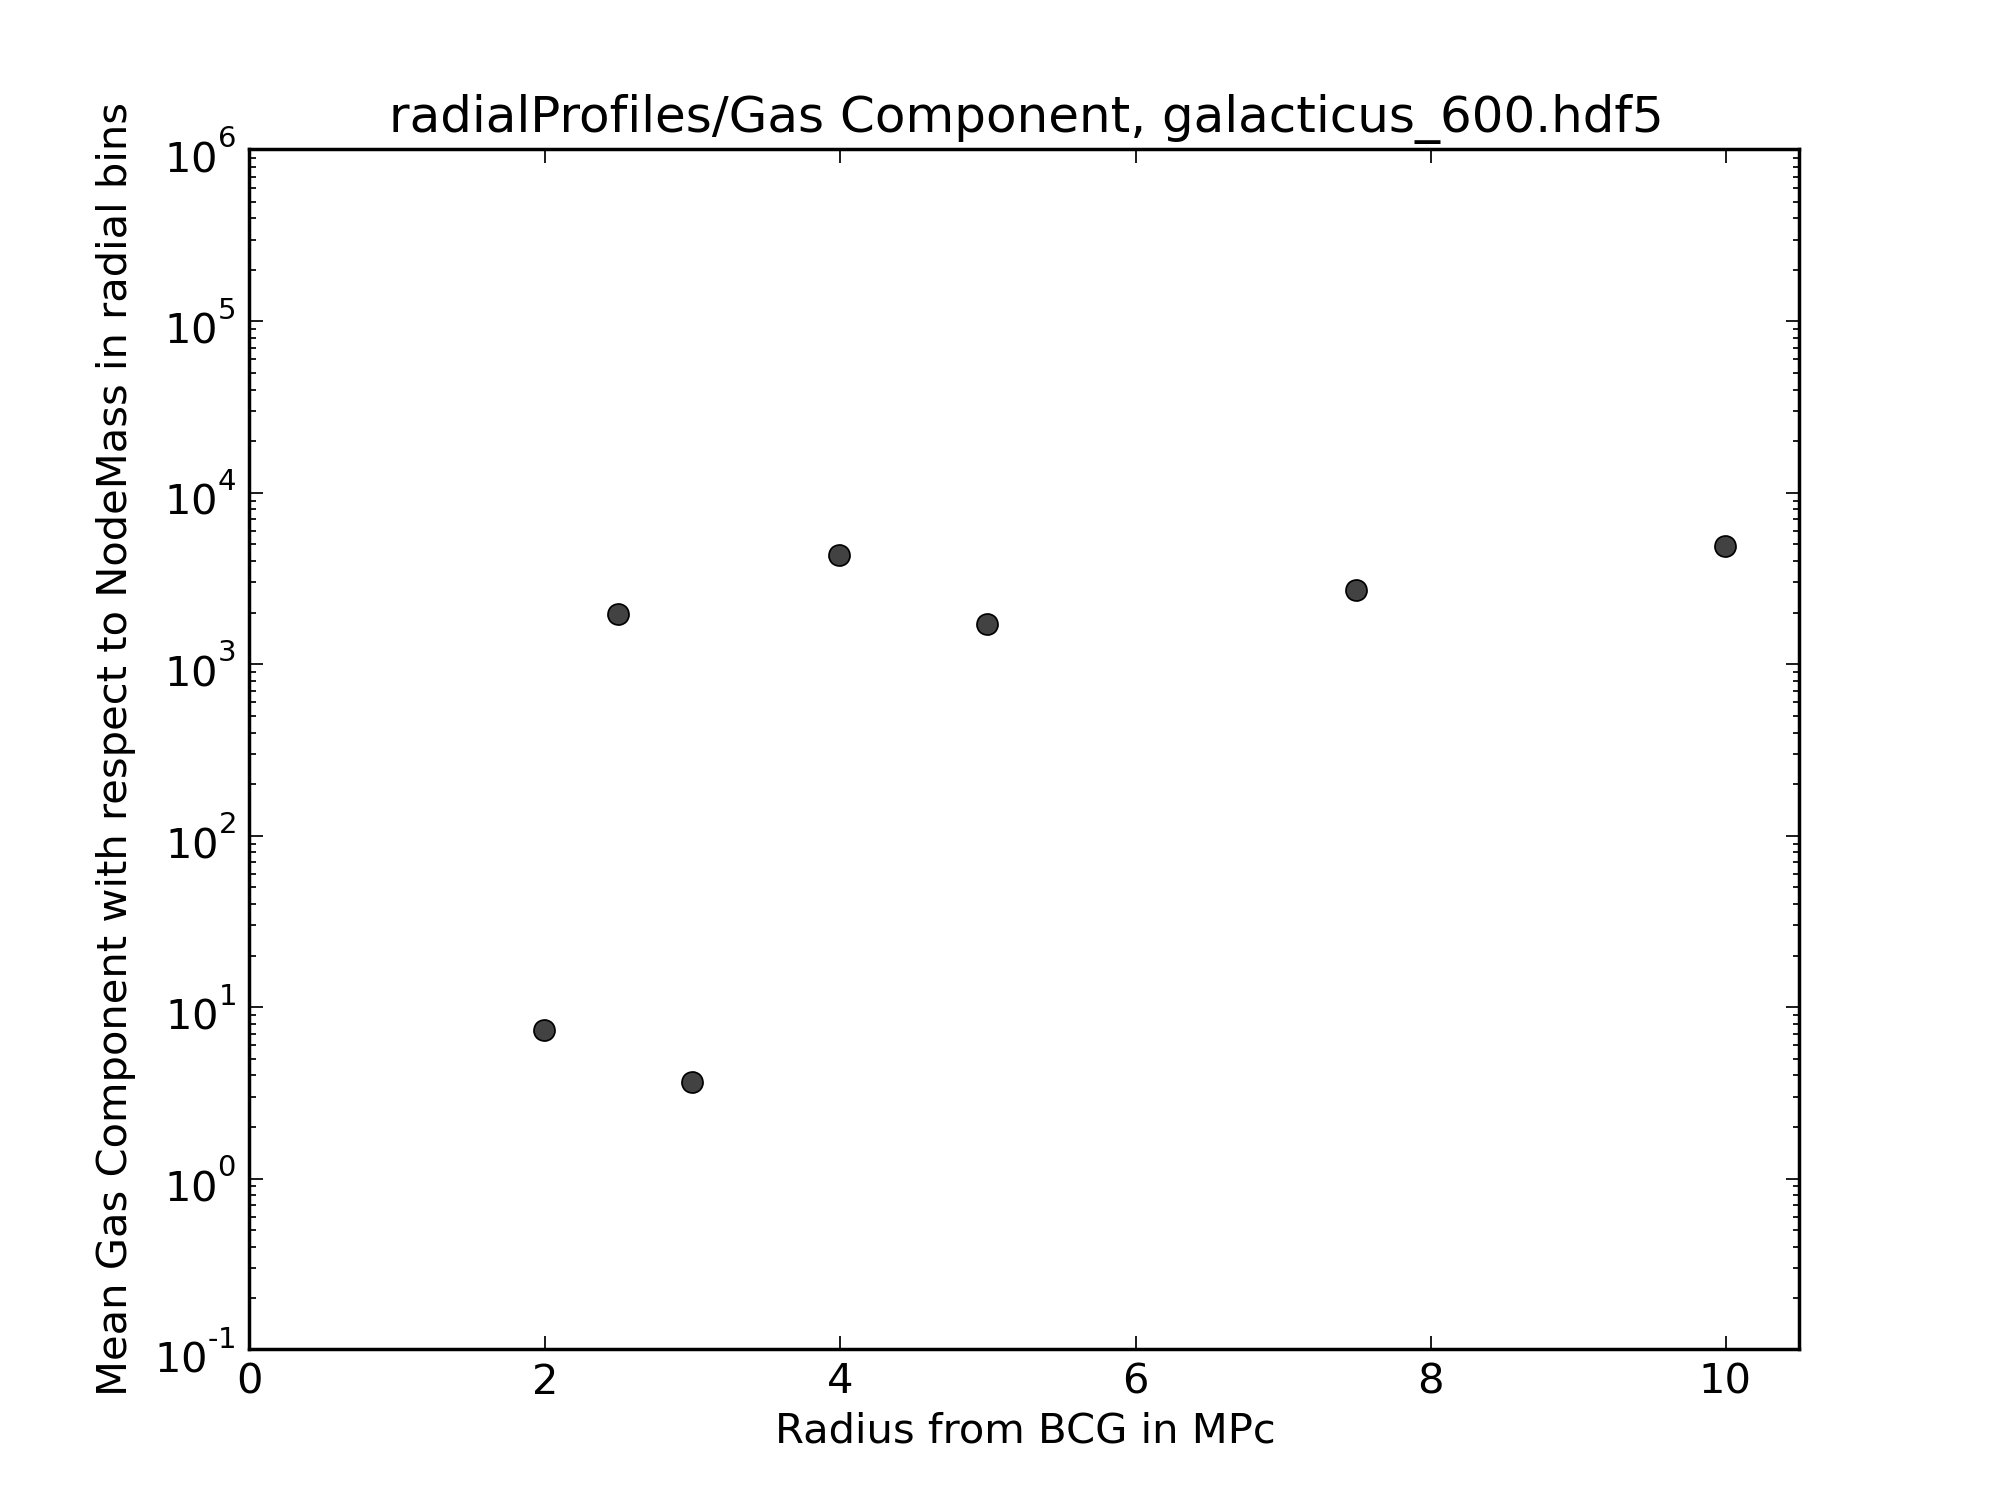 radialProfiles/Gas Component, galacticus_600.hdf5
Mean Gas Component with respect to NodeMass in radial bins
10^6
10^5
10^4
10^3
10^2
10^1
10^0
10^-1
0 2 4 6 8 10
Radius from BCG in MPc